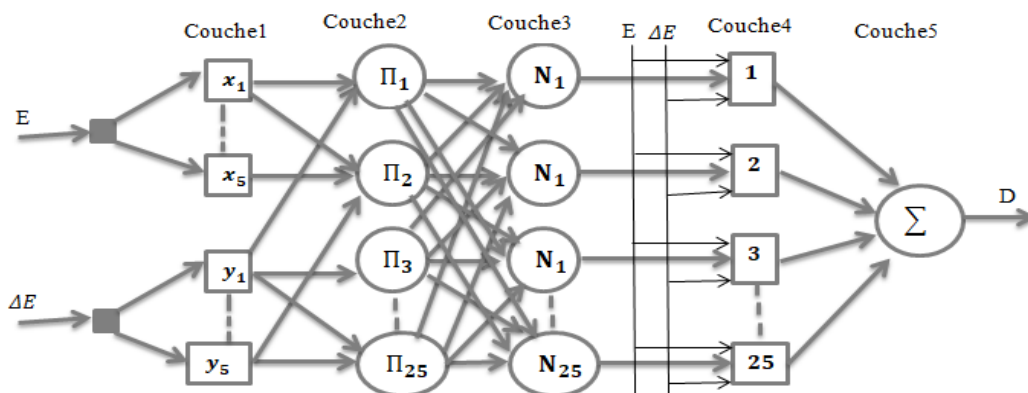 Couche1 Couche2 Couche3 E ΔE Couche4 Couche5
x₁ Π₁ N₁ 1
E
x₅ Π₂ N₁ 2
∑ D
y₁ Π₃ N₁ 3
ΔE
y₅ Π₂₅ N₂₅ 25